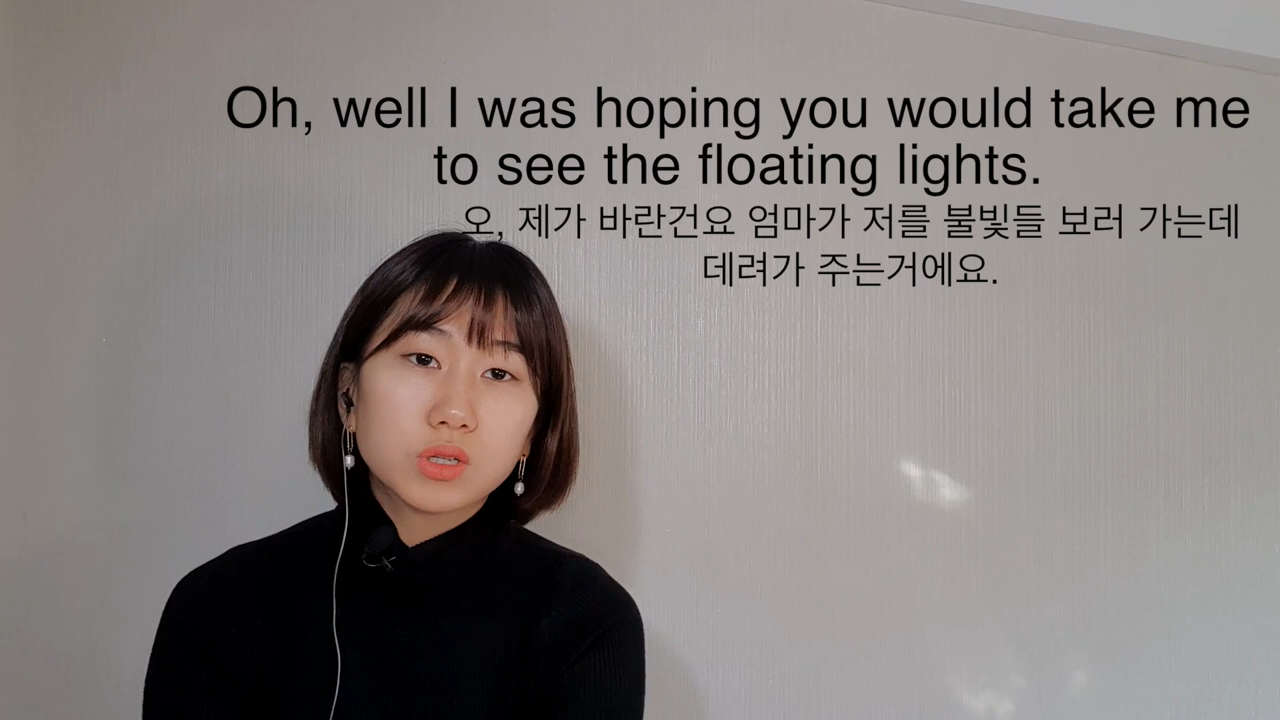 Oh, well I was hoping you would take me
to see the floating lights.
오, 제가 바란건요 엄마가 저를 불빛들 보러 가는데
데려가 주는거에요.